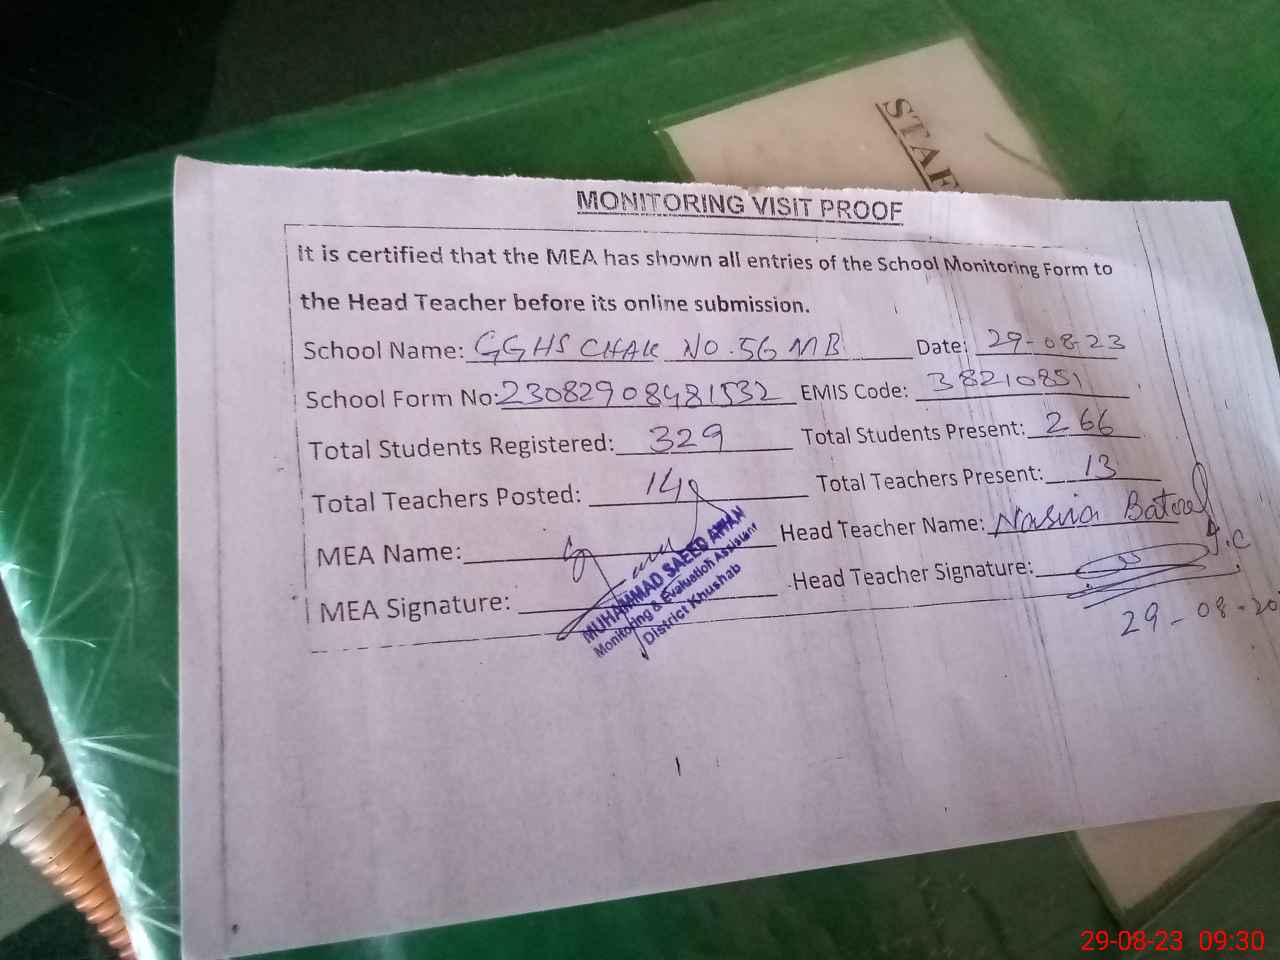 STAF
MONITORING VISIT PROOF
It is certified that the MEA has shown all entries of the School Monitoring Form to
the Head Teacher before its online submission.
School Name: GGHS CHAK NO.56 MB Date: 29-08-23
School Form No: 23082908481532 EMIS Code: 38210851
Total Students Registered: 329 Total Students Present: 266
Total Teachers Posted: 14 Total Teachers Present: 13
MEA Name: Head Teacher Name: Nasira Batool
MEA Signature: Head Teacher Signature:
MUHAMMAD SAEED AWAN
Monitoring & Evaluation Assistant
District Khushab
29-08-20
29-08-23 09:30